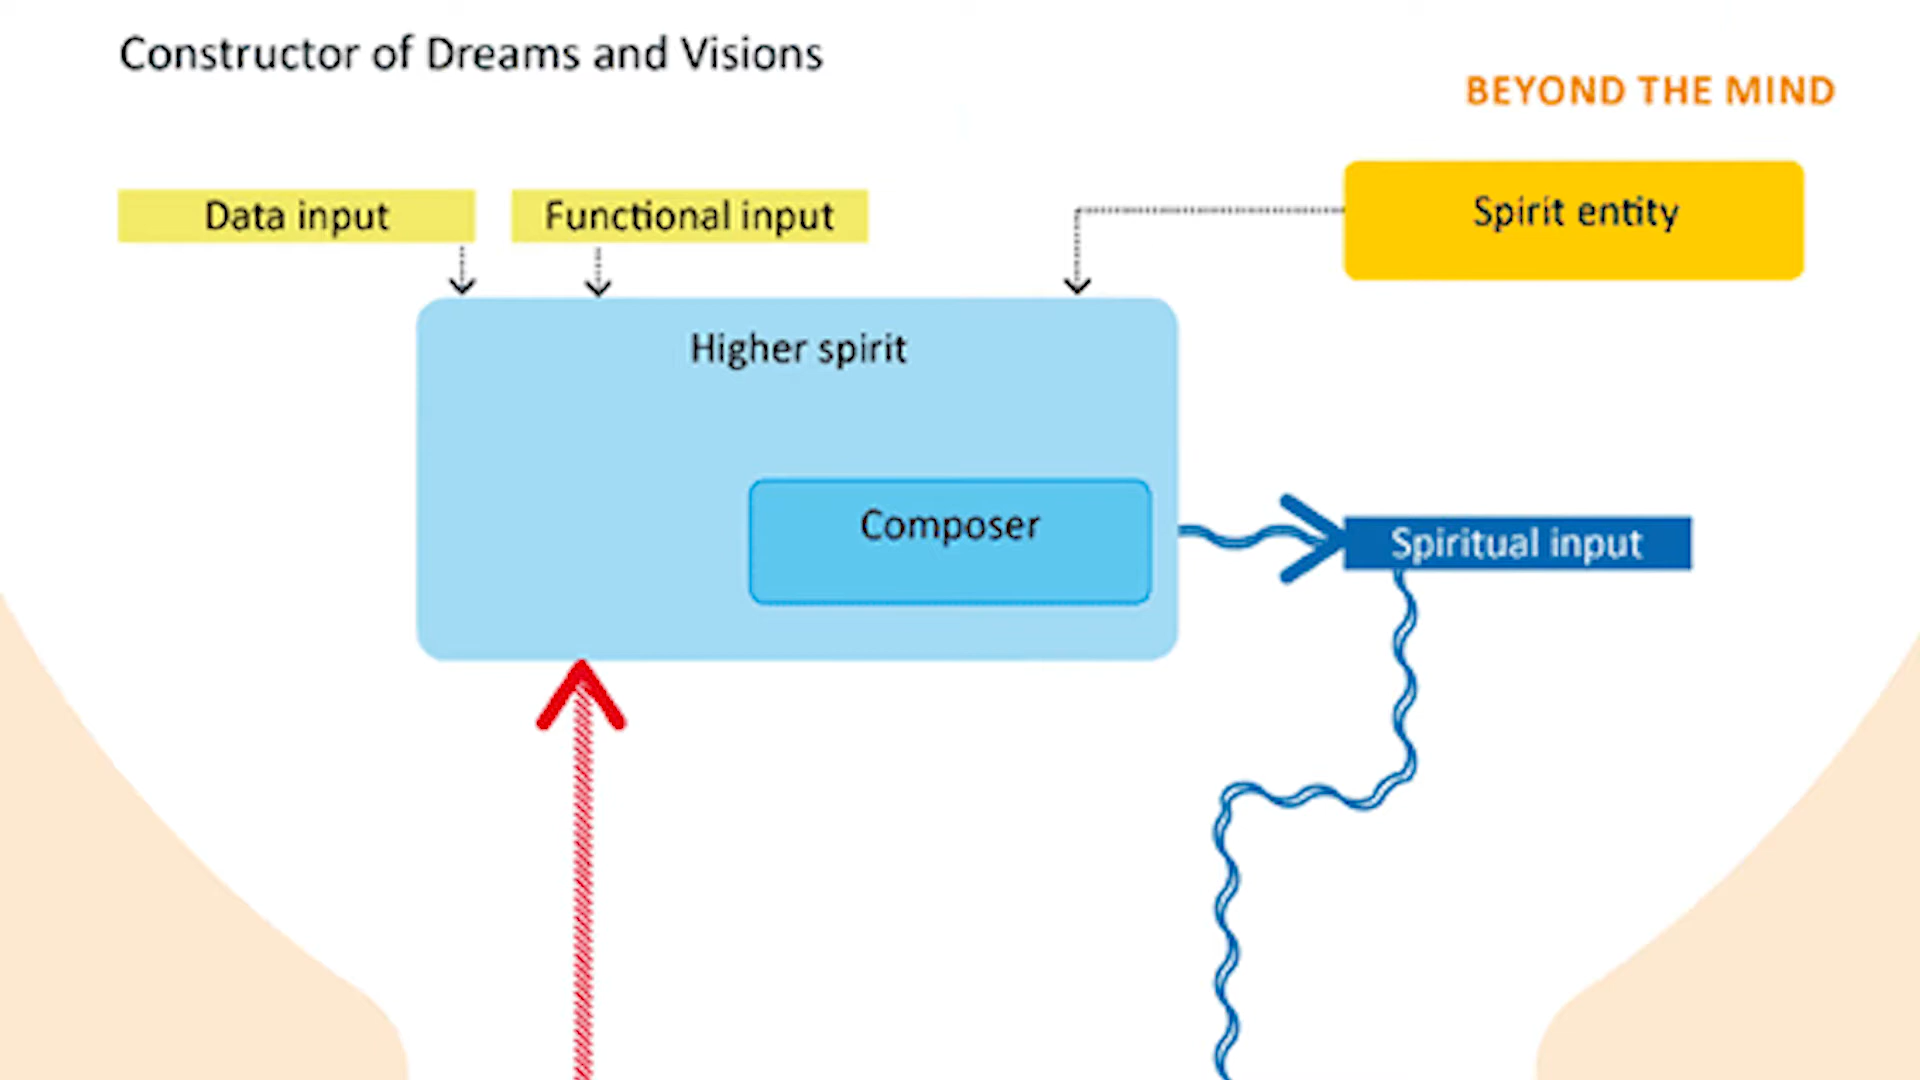 Constructor of Dreams and Visions
BEYOND THE MIND
Data input
Functional input
Spirit entity
Higher spirit
Composer
Spiritual input